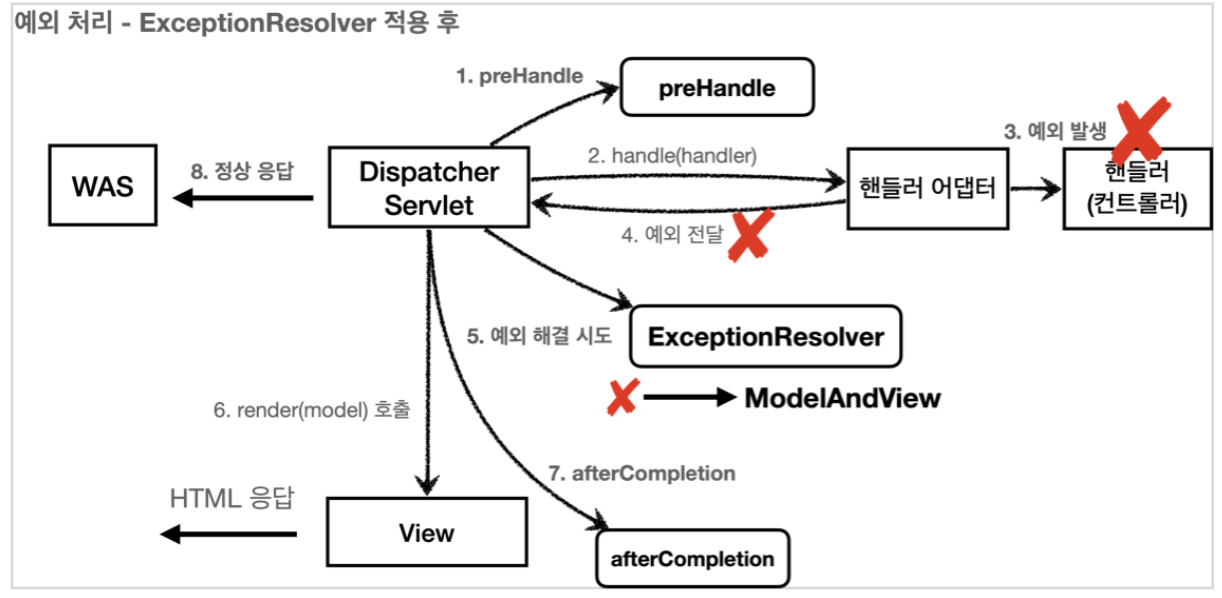 예외 처리 - ExceptionResolver 적용 후
1. preHandle
preHandle
3. 예외 발생
WAS
8. 정상 응답
Dispatcher
Servlet
2. handle(handler)
핸들러 어댑터
핸들러
(컨트롤러)
4. 예외 전달
5. 예외 해결 시도
ExceptionResolver
ModelAndView
6. render(model) 호출
7. afterCompletion
HTML 응답
View
afterCompletion